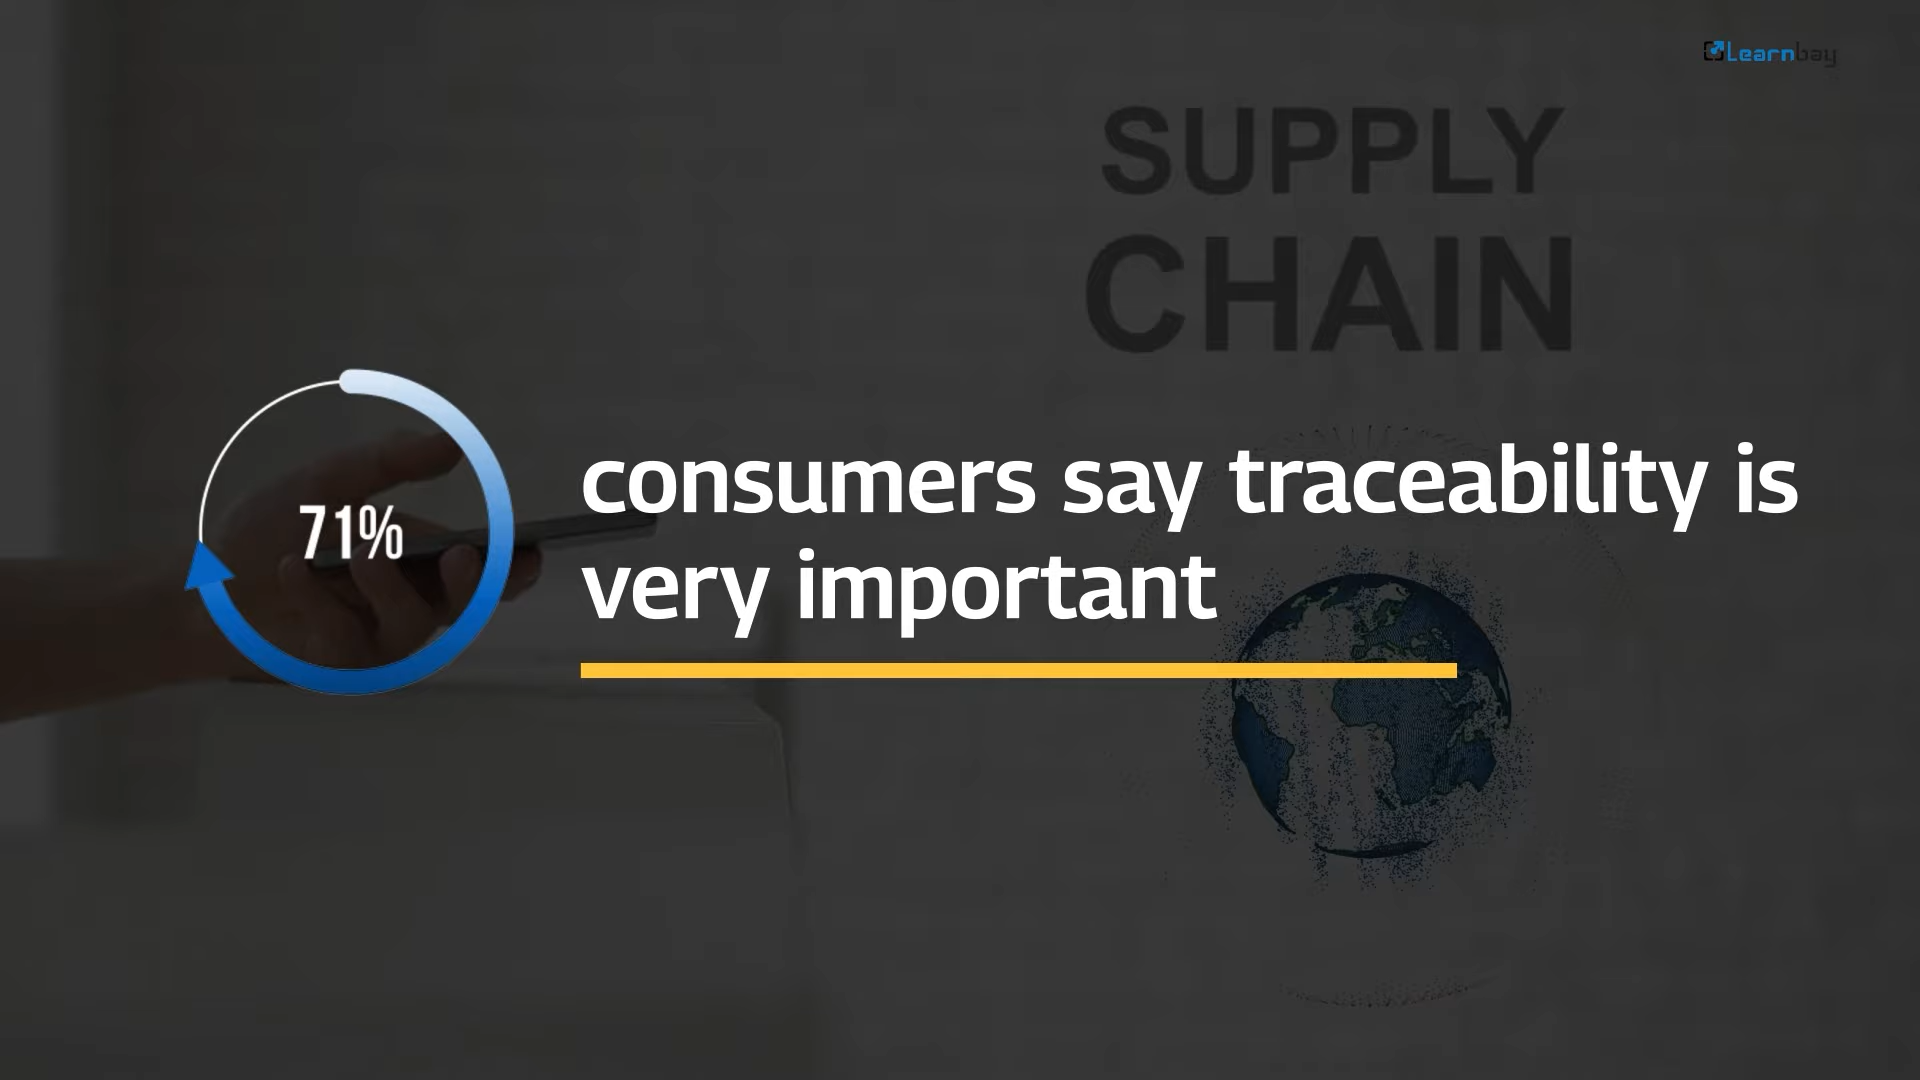 Learnbay
SUPPLY
CHAIN
71%
consumers say traceability is
very important